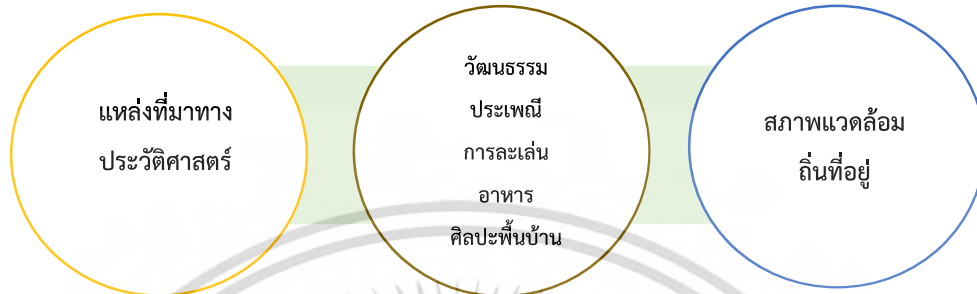 แหล่งที่มาทาง
ประวัติศาสตร์
วัฒนธรรม
ประเพณี
การละเล่น
อาหาร
ศิลปะพื้นบ้าน
สภาพแวดล้อม
ถิ่นที่อยู่